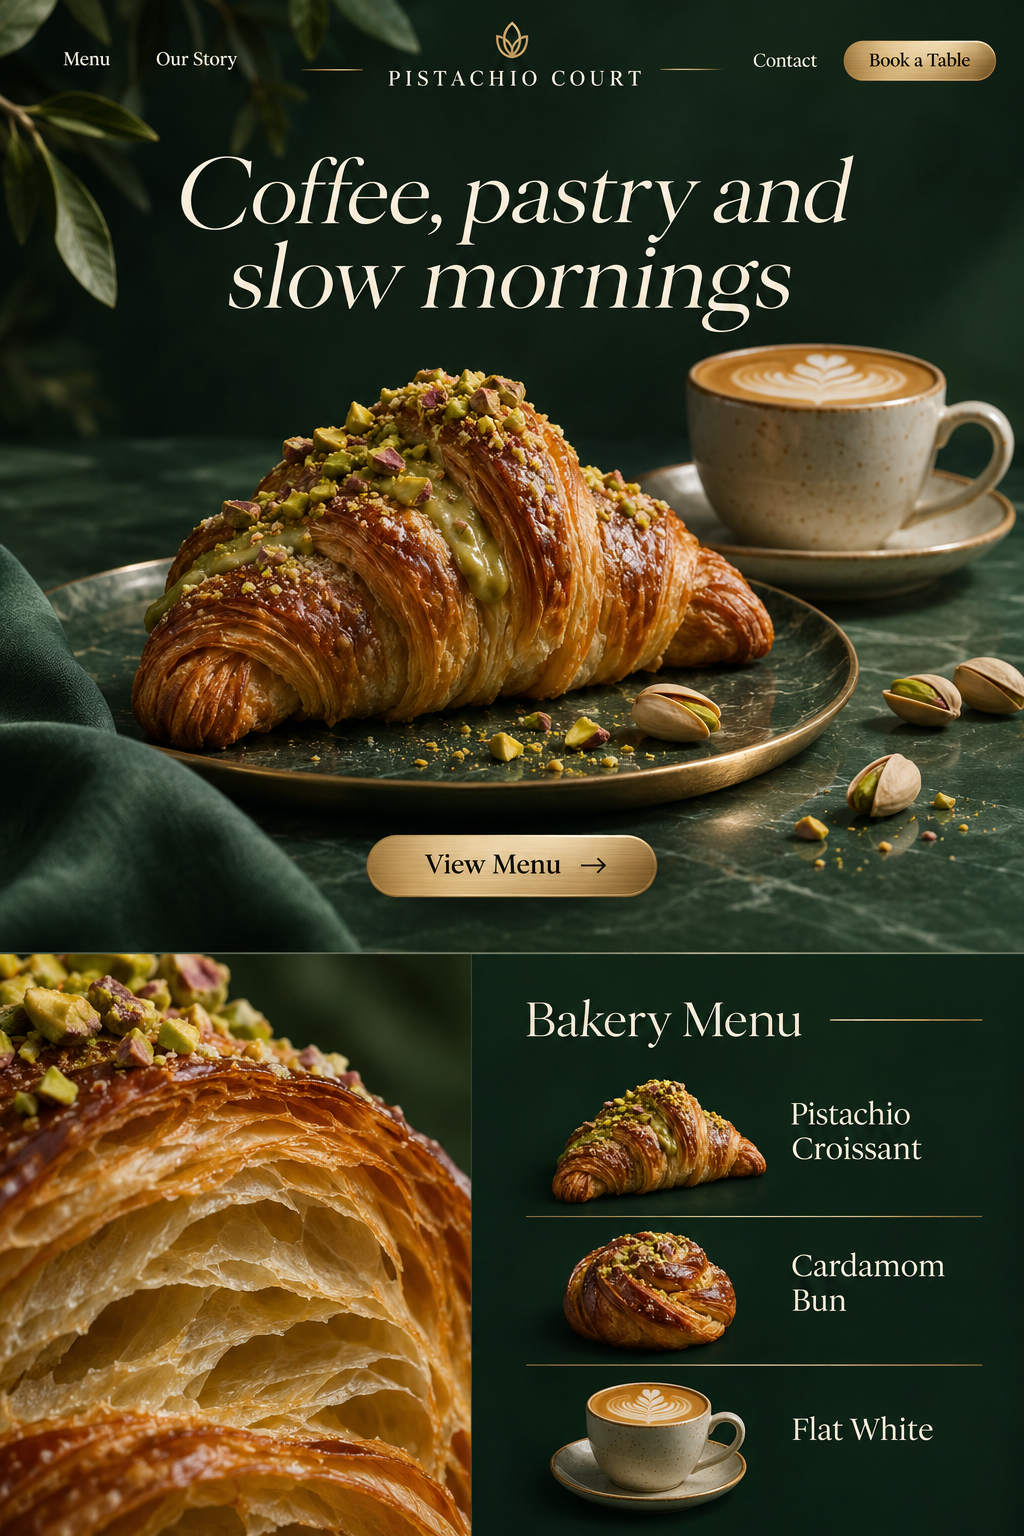 Menu
Our Story
PISTACHIO COURT
Contact
Book a Table
Coffee, pastry and
slow mornings
View Menu →
Bakery Menu
Pistachio
Croissant
Cardamom
Bun
Flat White